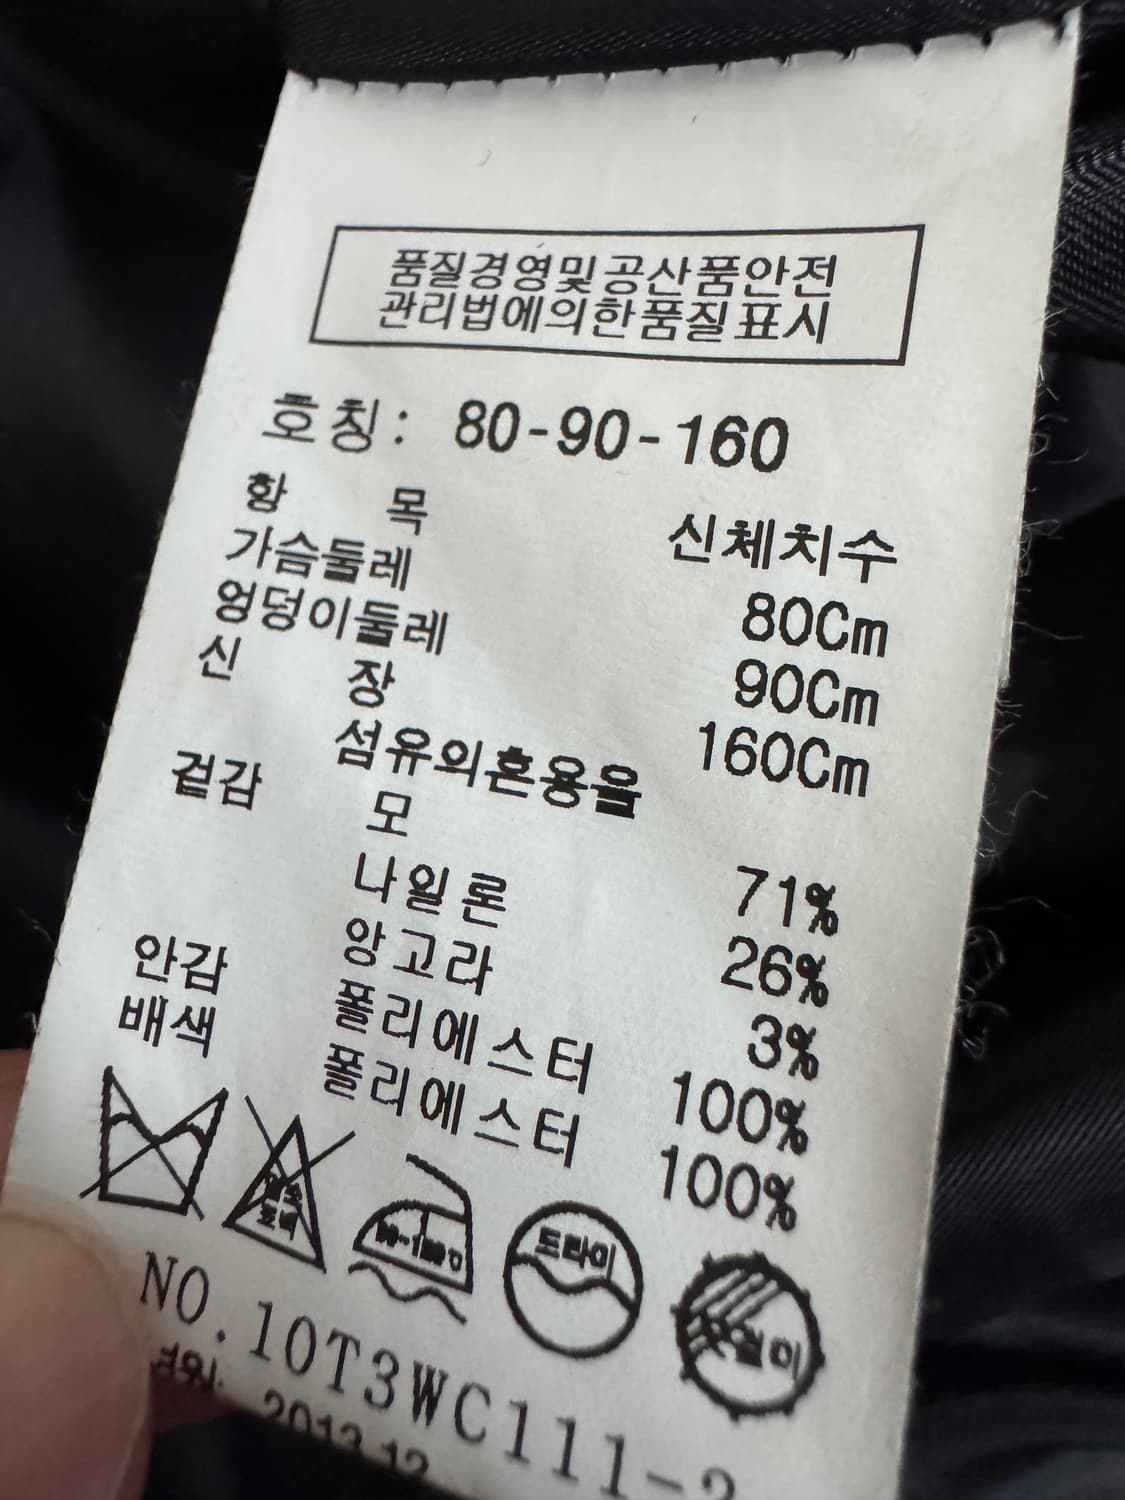 품질경영및공산품안전
관리법에의한품질표시
호칭: 80-90-160
항 목 신체치수
가슴둘레 80Cm
엉덩이둘레 90Cm
신 장 160Cm
섬유의혼용율
겉감 모 71%
나일론 26%
앙고라 3%
안감 폴리에스터 100%
배색 폴리에스터 100%
드라이
NO.10T3WC111-2
2013.12